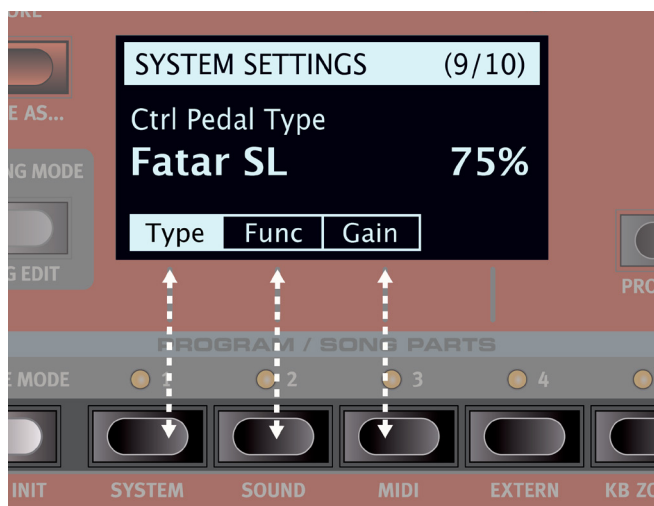 SYSTEM SETTINGS (9/10)
Ctrl Pedal Type
Fatar SL 75%
Type Func Gain
E AS...
NG MODE
G EDIT
PRO
PROGRAM / SONG PARTS
E MODE 1 2 3 4
INIT SYSTEM SOUND MIDI EXTERN KB ZO